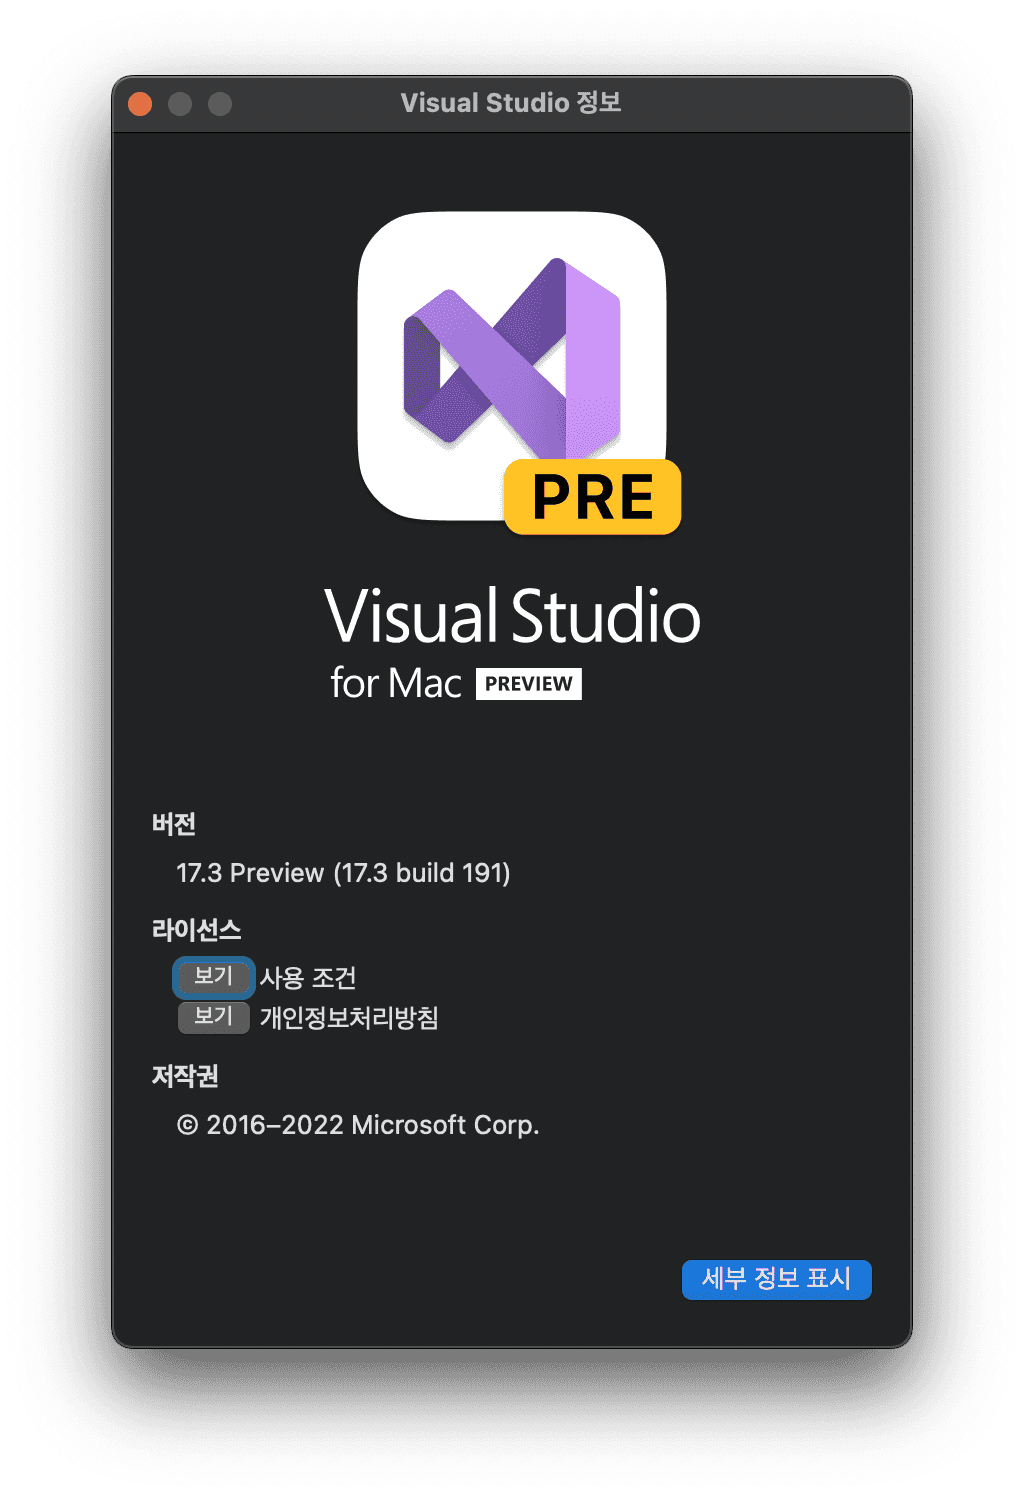 Visual Studio 정보
PRE
Visual Studio
for Mac PREVIEW
버전
17.3 Preview (17.3 build 191)
라이선스
보기 사용 조건
보기 개인정보처리방침
저작권
© 2016–2022 Microsoft Corp.
세부 정보 표시